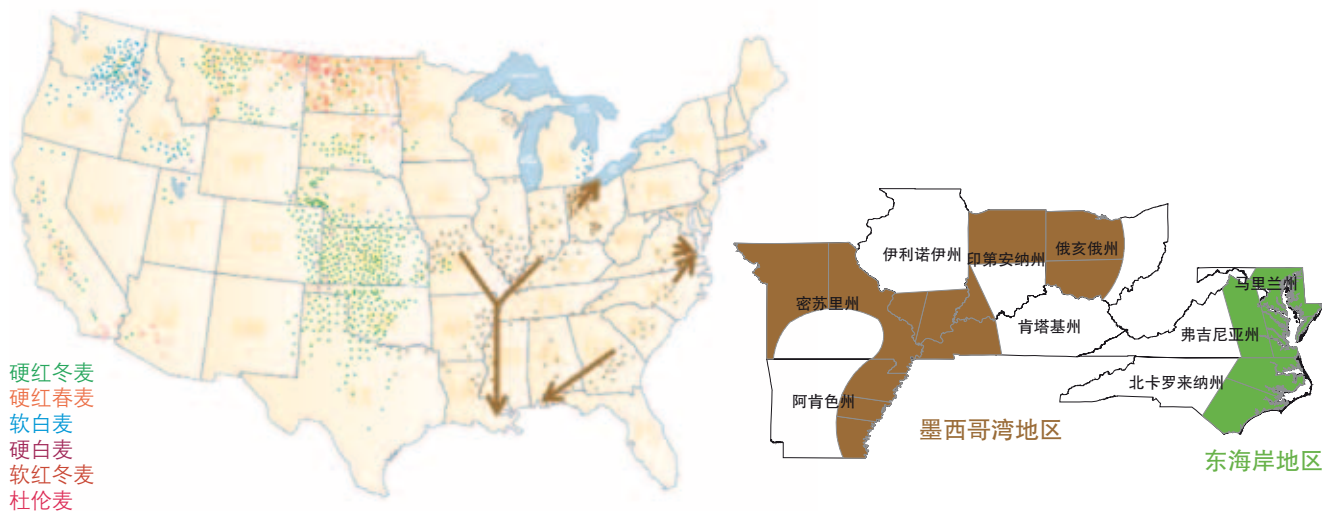 硬红冬麦
硬红春麦
软白麦
硬白麦
软红冬麦
杜伦麦
伊利诺伊州
印第安纳州
俄亥俄州
密苏里州
肯塔基州
阿肯色州
墨西哥湾地区
马里兰州
弗吉尼亚州
北卡罗来纳州
东海岸地区